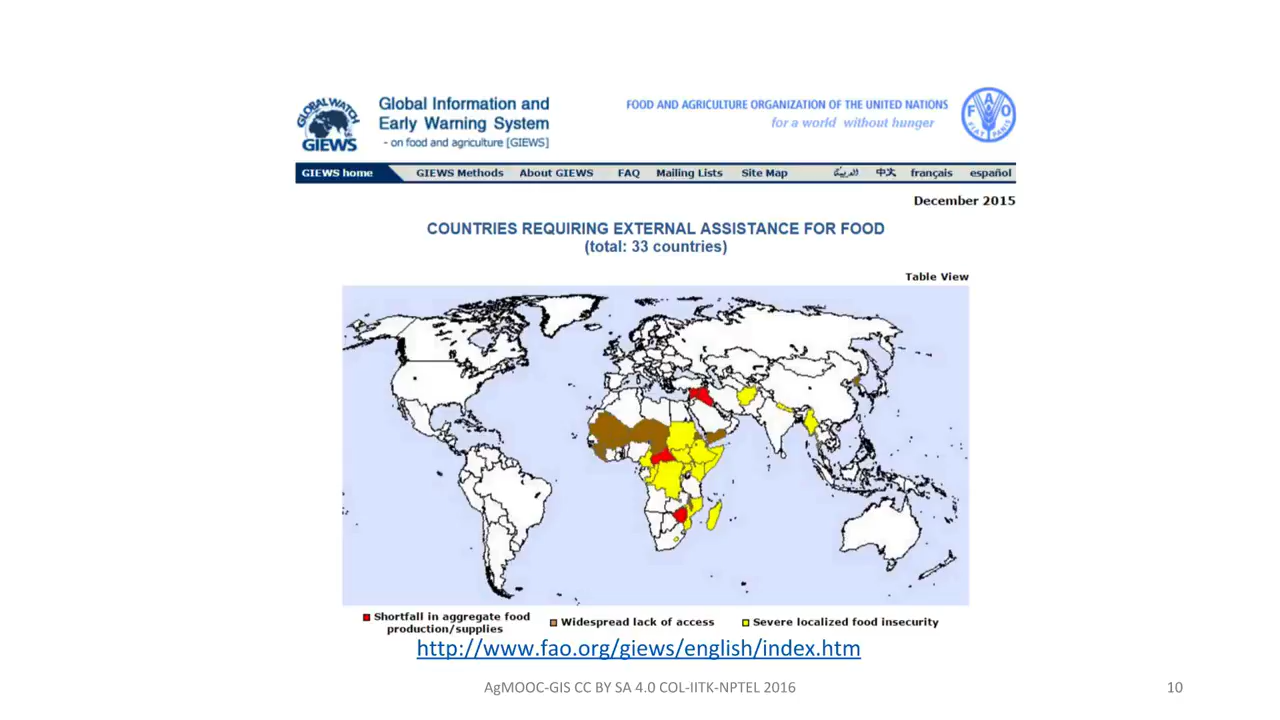 GLOBAL WATCH
GIEWS
Global Information and
Early Warning System
- on food and agriculture [GIEWS]
FOOD AND AGRICULTURE ORGANIZATION OF THE UNITED NATIONS
for a world without hunger
F A O
FIAT PANIS
GIEWS home GIEWS Methods About GIEWS FAQ Mailing Lists Site Map العربية 中文 français español
December 2015
COUNTRIES REQUIRING EXTERNAL ASSISTANCE FOR FOOD
(total: 33 countries)
Table View
Shortfall in aggregate food
production/supplies
Widespread lack of access
Severe localized food insecurity
http://www.fao.org/giews/english/index.htm
AgMOOC-GIS CC BY SA 4.0 COL-IITK-NPTEL 2016
10